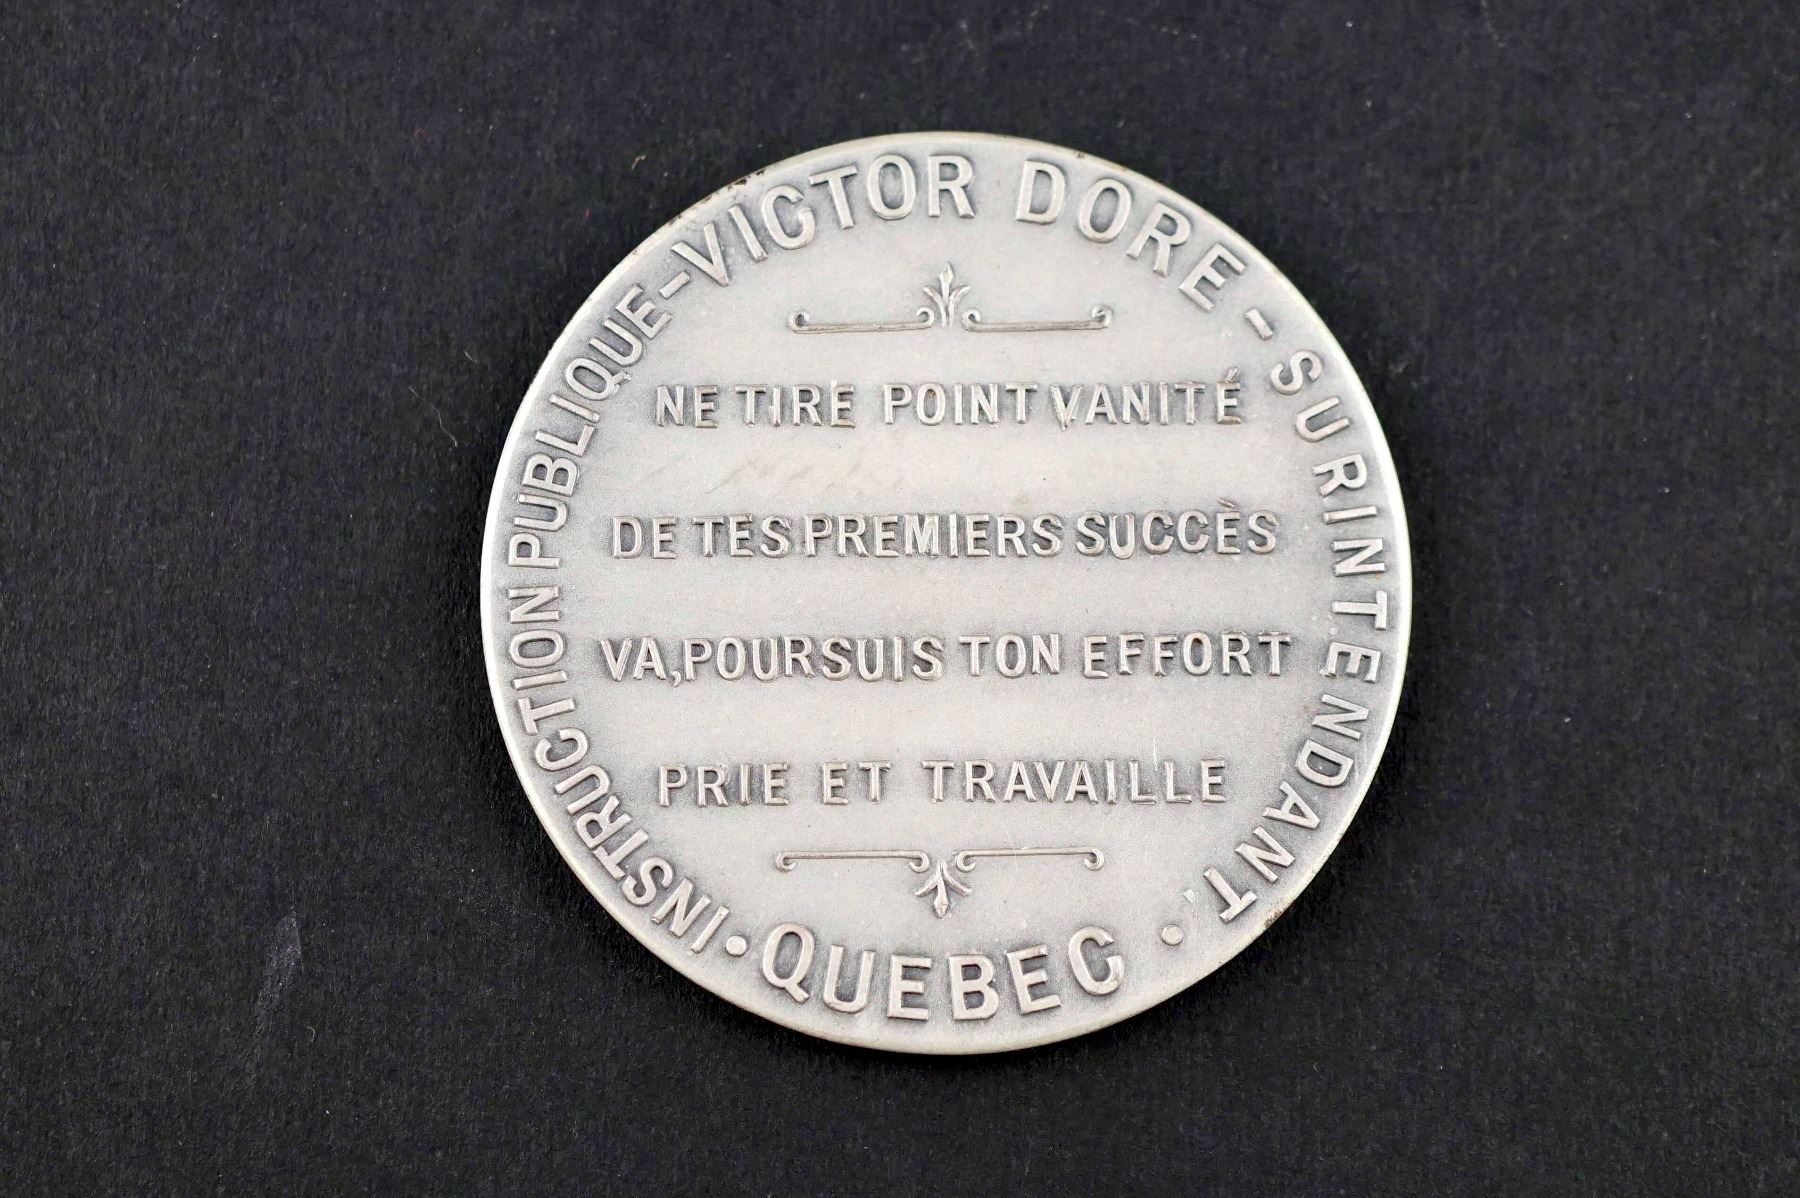 INSTRUCTION PUBLIQUE-VICTOR DORE - SURINTENDANT.
NE TIRE POINT VANITÉ
DE TES PREMIERS SUCCÈS
VA, POURSUIS TON EFFORT
PRIE ET TRAVAILLE
• QUEBEC •